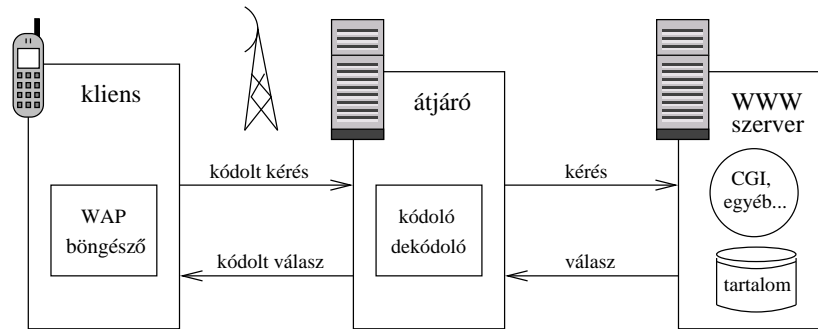 kliens
WAP
böngésző
kódolt kérés
kódolt válasz
átjáró
kódoló
dekódoló
kérés
válasz
WWW
szerver
CGI,
egyéb...
tartalom